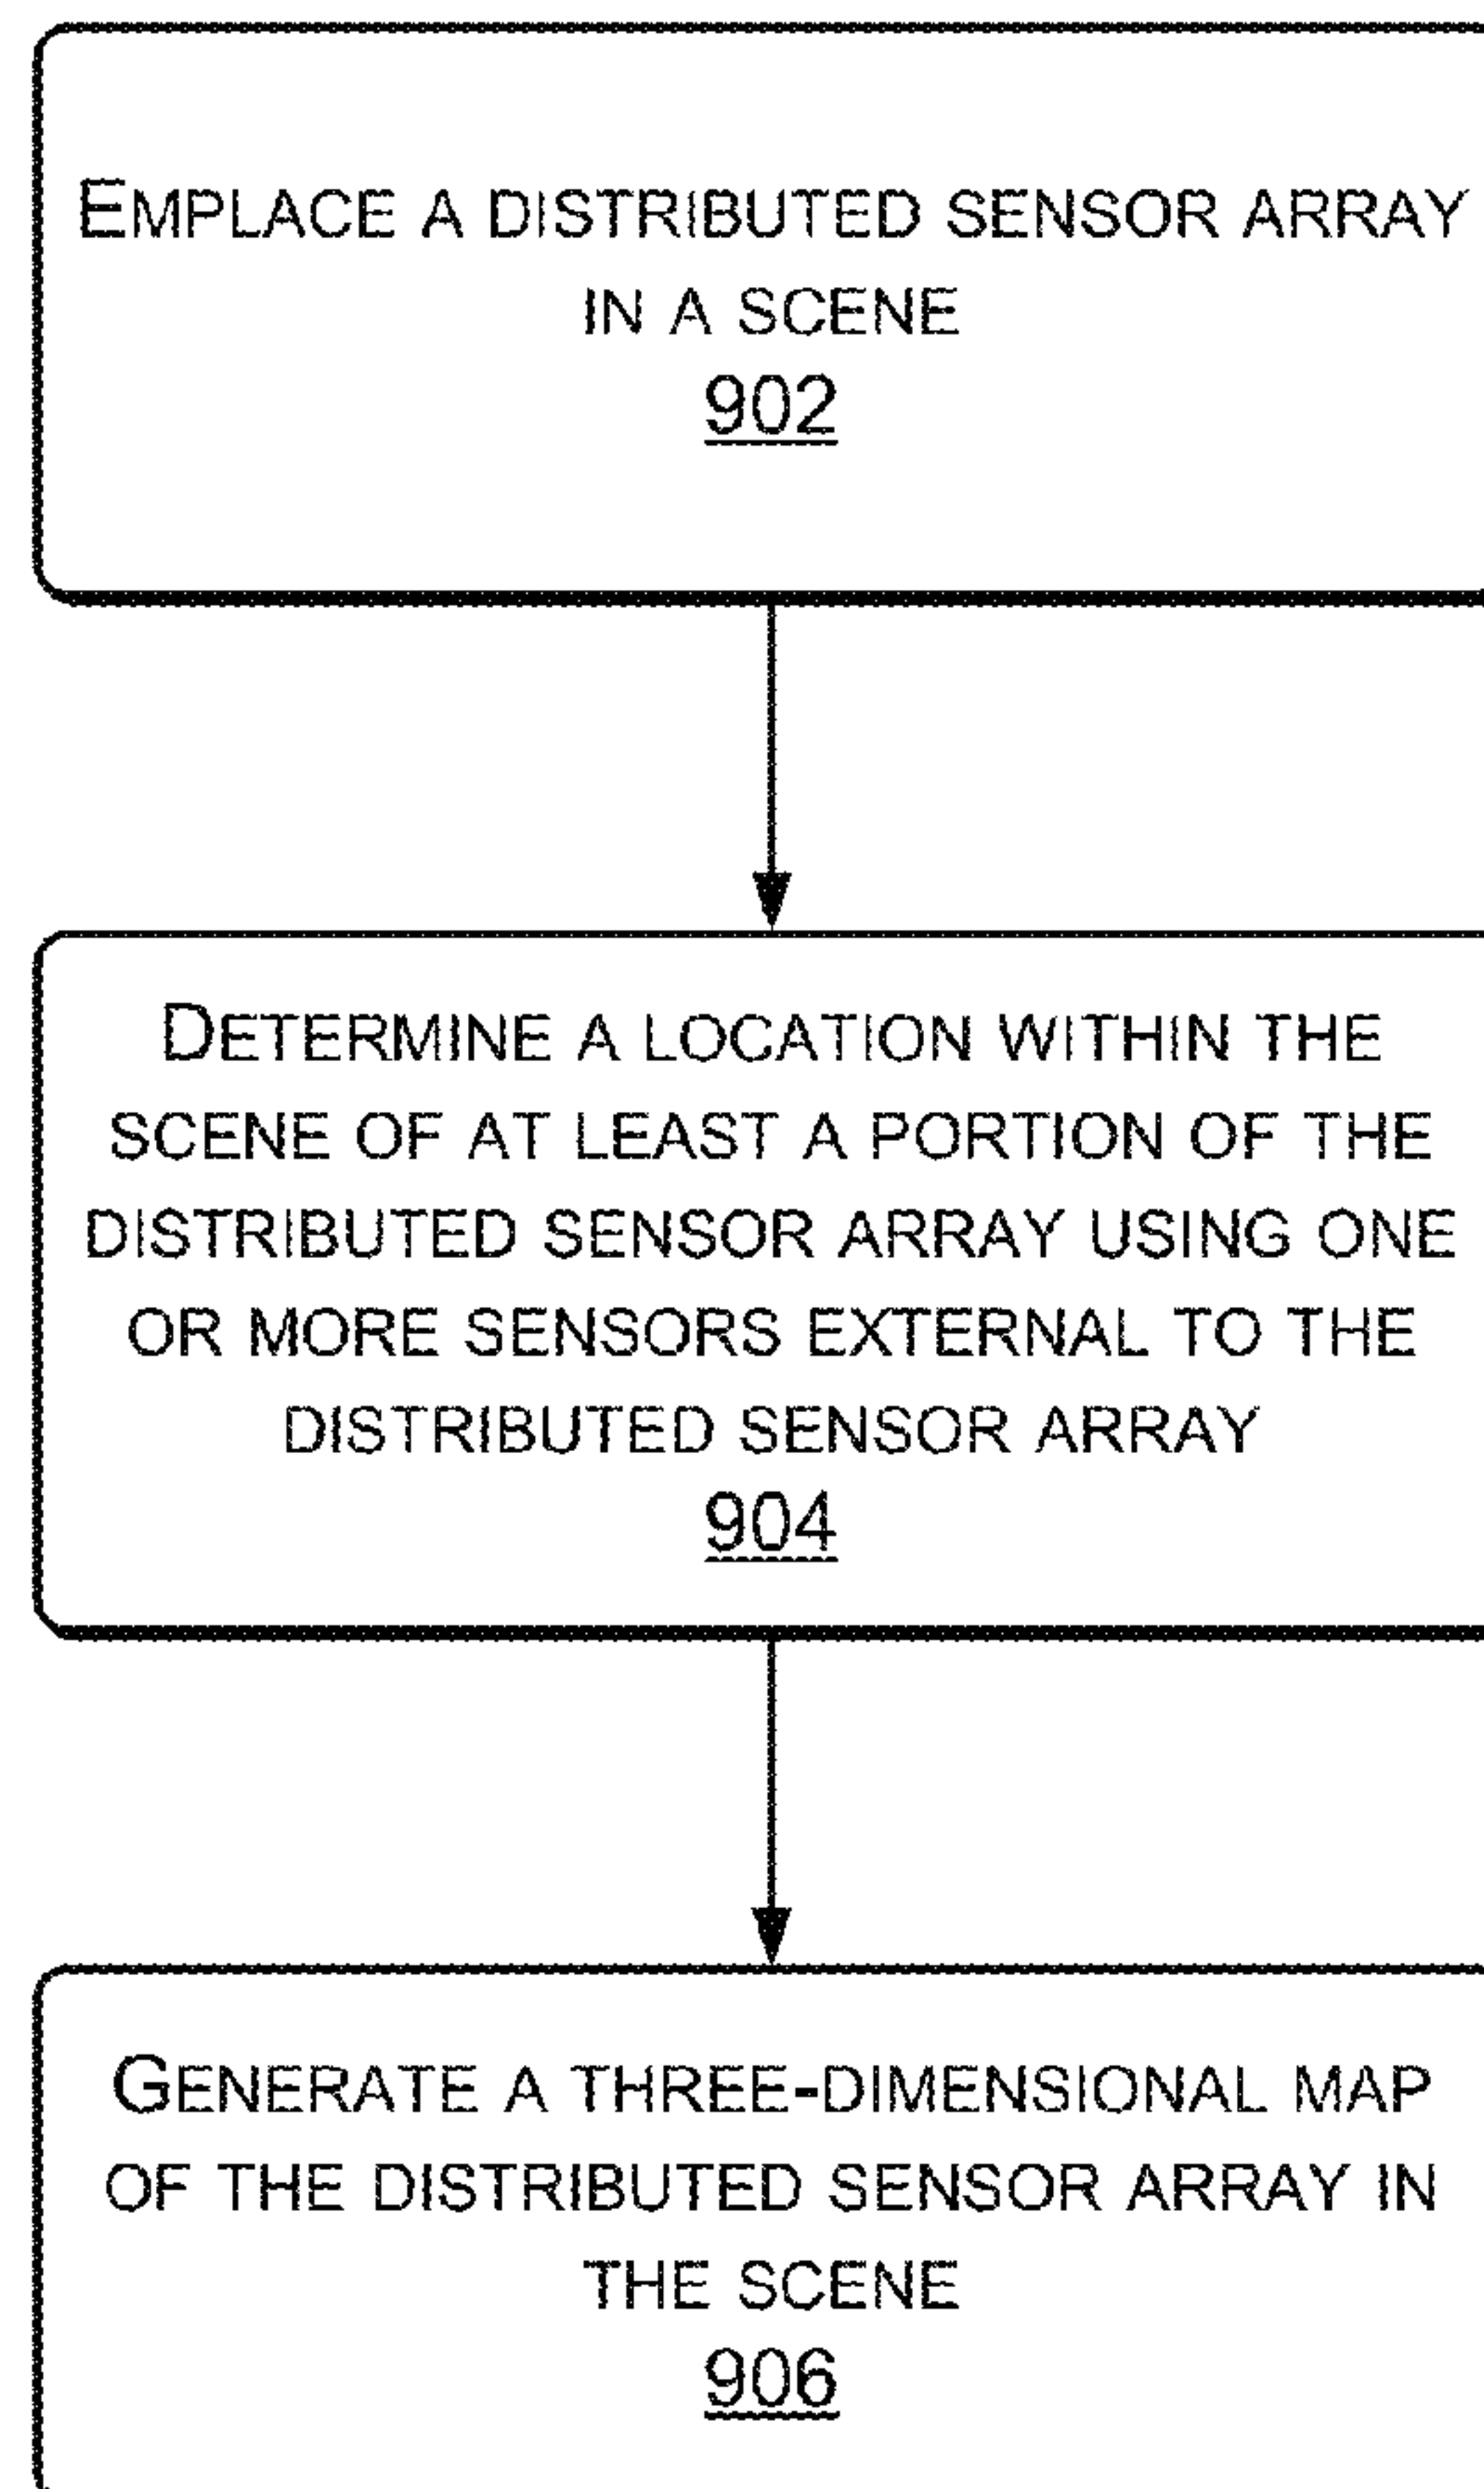 EMPLACE A DISTRIBUTED SENSOR ARRAY
IN A SCENE
902
DETERMINE A LOCATION WITHIN THE
SCENE OF AT LEAST A PORTION OF THE
DISTRIBUTED SENSOR ARRAY USING ONE
OR MORE SENSORS EXTERNAL TO THE
DISTRIBUTED SENSOR ARRAY
904
GENERATE A THREE-DIMENSIONAL MAP
OF THE DISTRIBUTED SENSOR ARRAY IN
THE SCENE
906